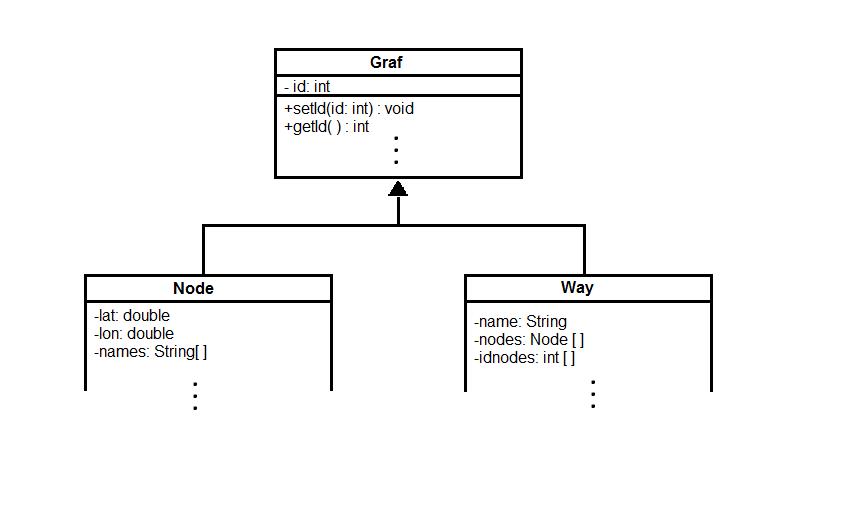 Graf
- id: int
+setId(id: int) : void
+getId( ) : int
Node
-lat: double
-lon: double
-names: String[ ]
Way
-name: String
-nodes: Node [ ]
-idnodes: int [ ]